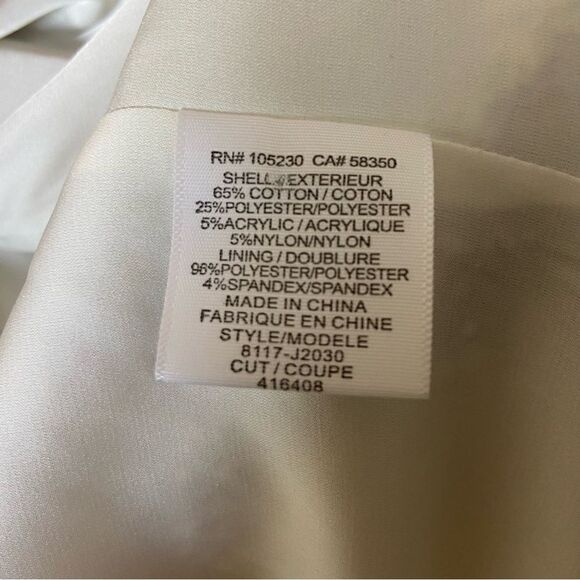 RN# 105230 CA# 58350
SHELL/EXTERIEUR
65% COTTON / COTON
25%POLYESTER/POLYESTER
5%ACRYLIC / ACRYLIQUE
5%NYLON/NYLON
LINING / DOUBLURE
96%POLYESTER/POLYESTER
4%SPANDEX/SPANDEX
MADE IN CHINA
FABRIQUE EN CHINE
STYLE/MODELE
8117-J2030
CUT / COUPE
416408